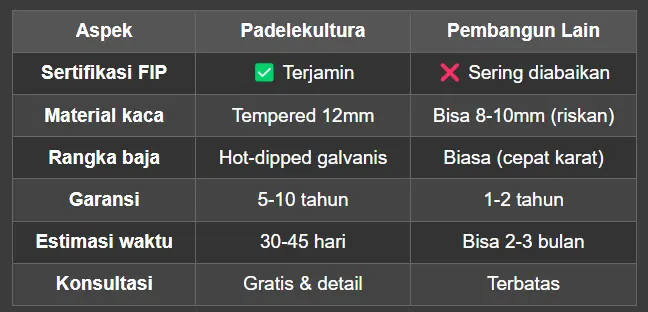 Aspek Padelekultura Pembangun Lain
Sertifikasi FIP ✅ Terjamin ❌ Sering diabaikan
Material kaca Tempered 12mm Bisa 8-10mm (riskan)
Rangka baja Hot-dipped galvanis Biasa (cepat karat)
Garansi 5-10 tahun 1-2 tahun
Estimasi waktu 30-45 hari Bisa 2-3 bulan
Konsultasi Gratis & detail Terbatas